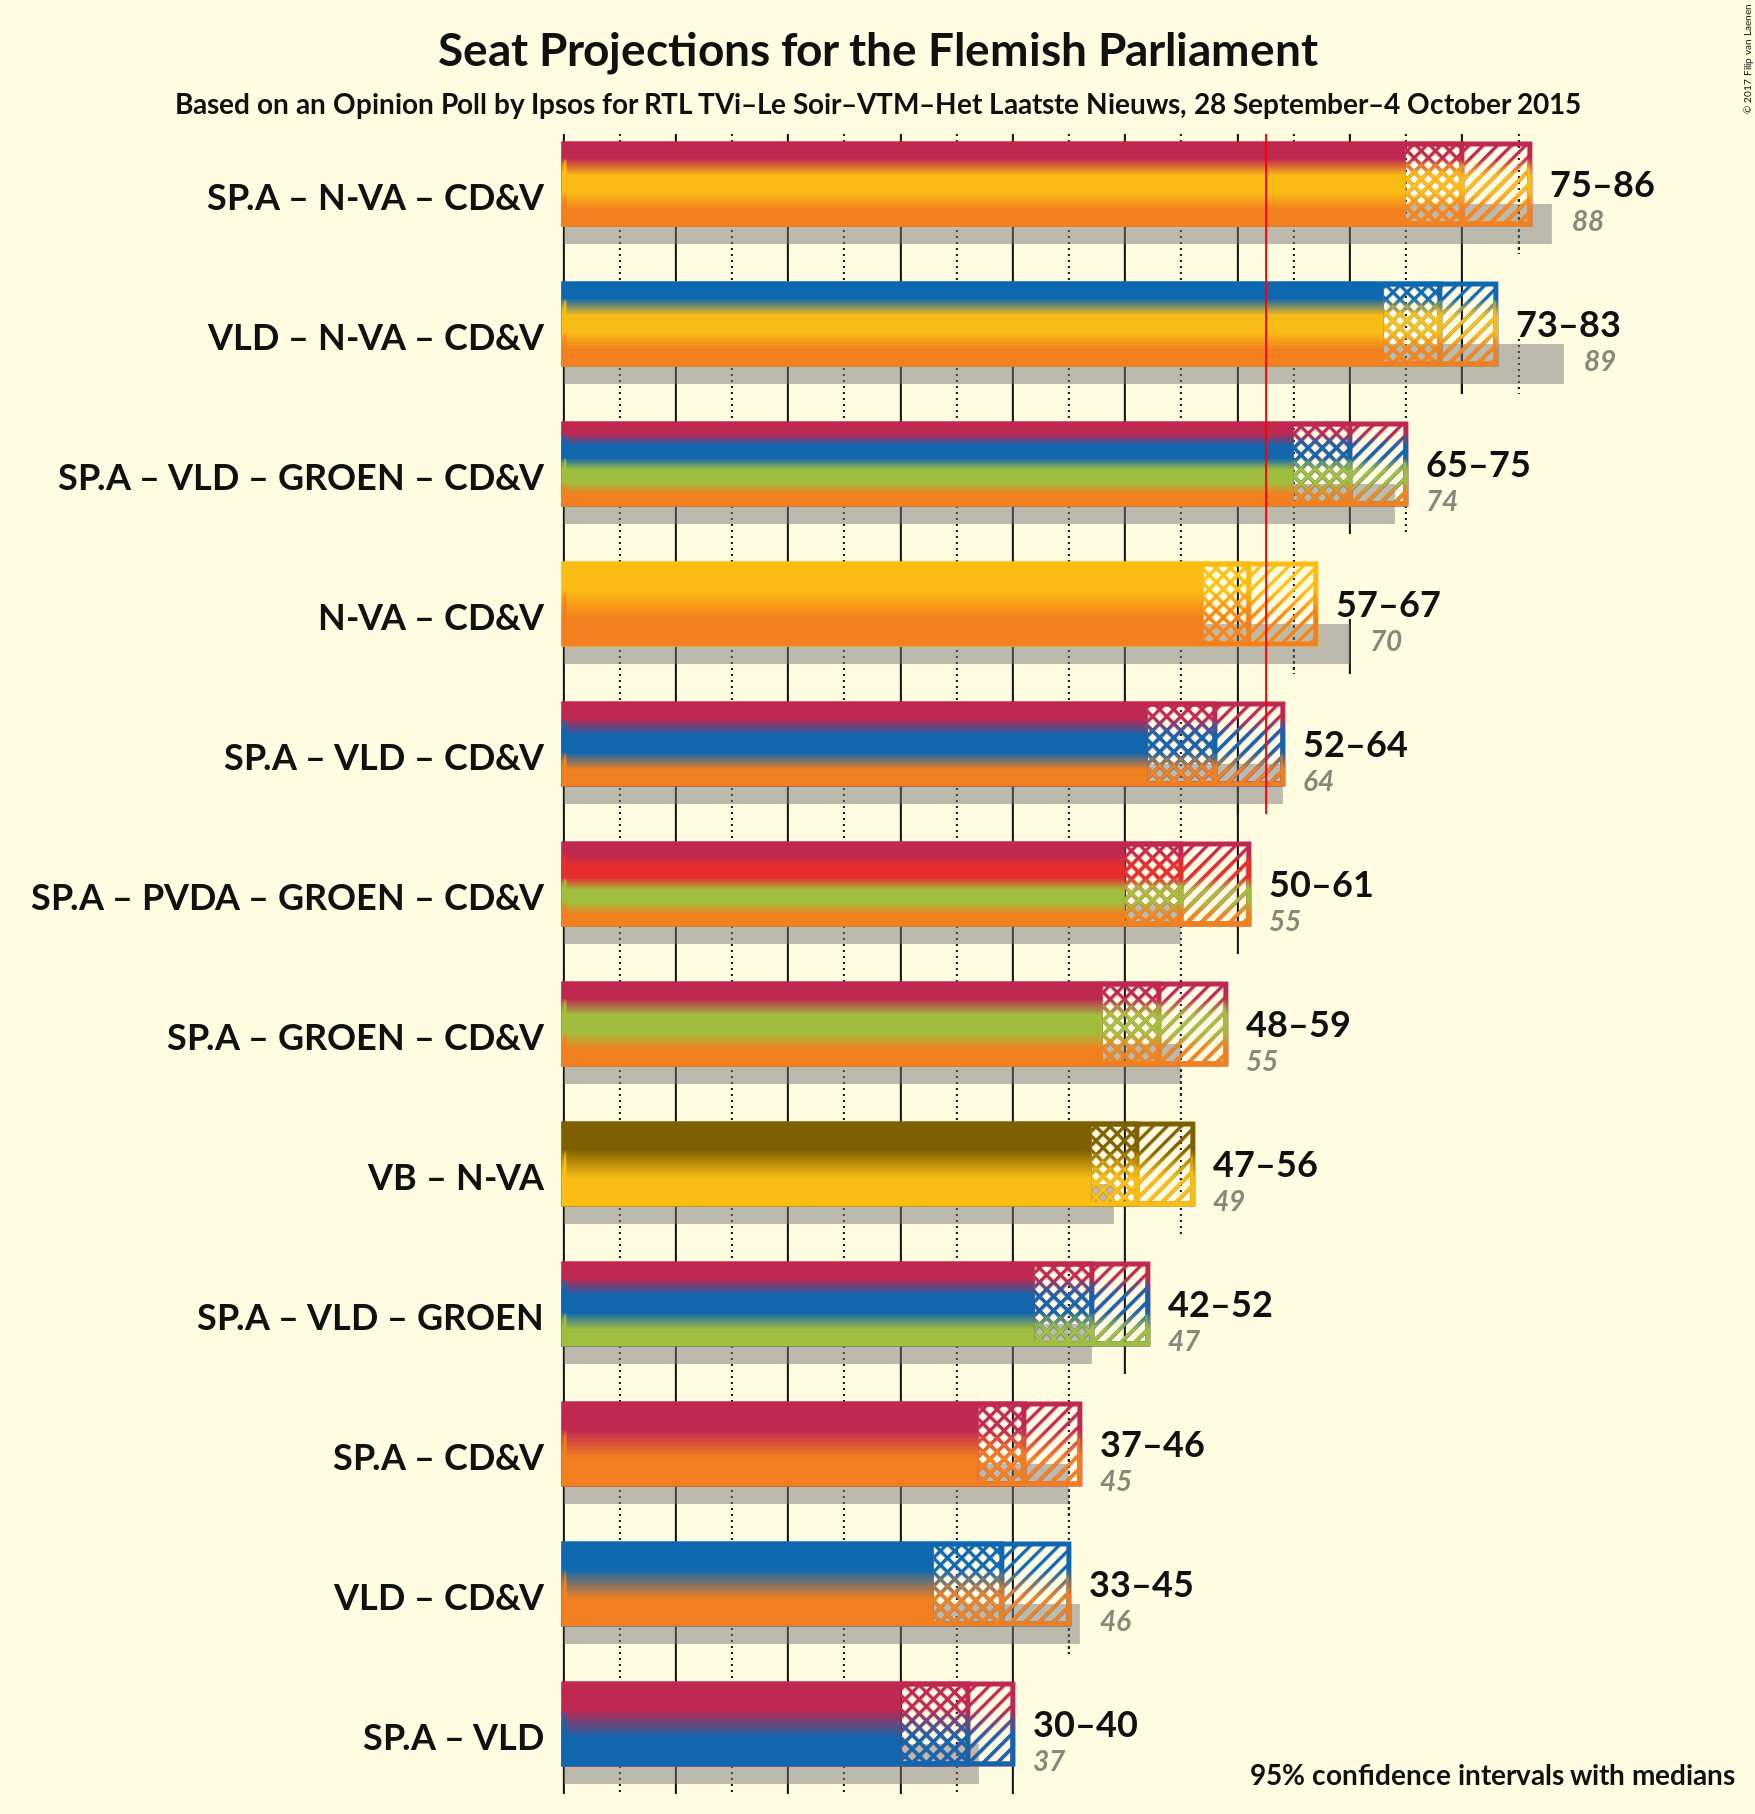 Seat Projections for the Flemish Parliament
Based on an Opinion Poll by Ipsos for RTL TVi–Le Soir–VTM–Het Laatste Nieuws, 28 September–4 October 2015
© 2017 Filip van Laenen
SP.A – N-VA – CD&V
75–86
88
VLD – N-VA – CD&V
73–83
89
SP.A – VLD – GROEN – CD&V
65–75
74
N-VA – CD&V
57–67
70
SP.A – VLD – CD&V
52–64
64
SP.A – PVDA – GROEN – CD&V
50–61
55
SP.A – GROEN – CD&V
48–59
55
VB – N-VA
47–56
49
SP.A – VLD – GROEN
42–52
47
SP.A – CD&V
37–46
45
VLD – CD&V
33–45
46
SP.A – VLD
30–40
37
95% confidence intervals with medians